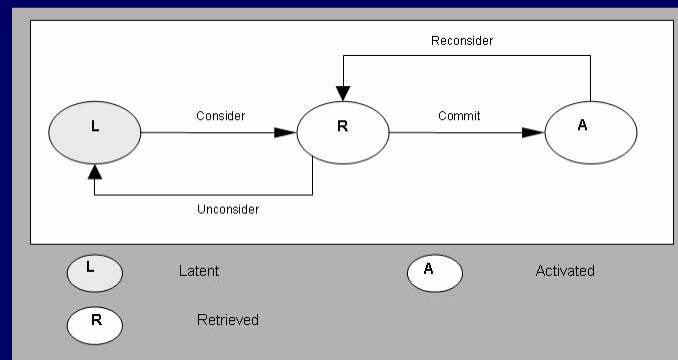 Reconsider
Consider
Commit
L
R
A
Unconsider
L Latent
A Activated
R Retrieved